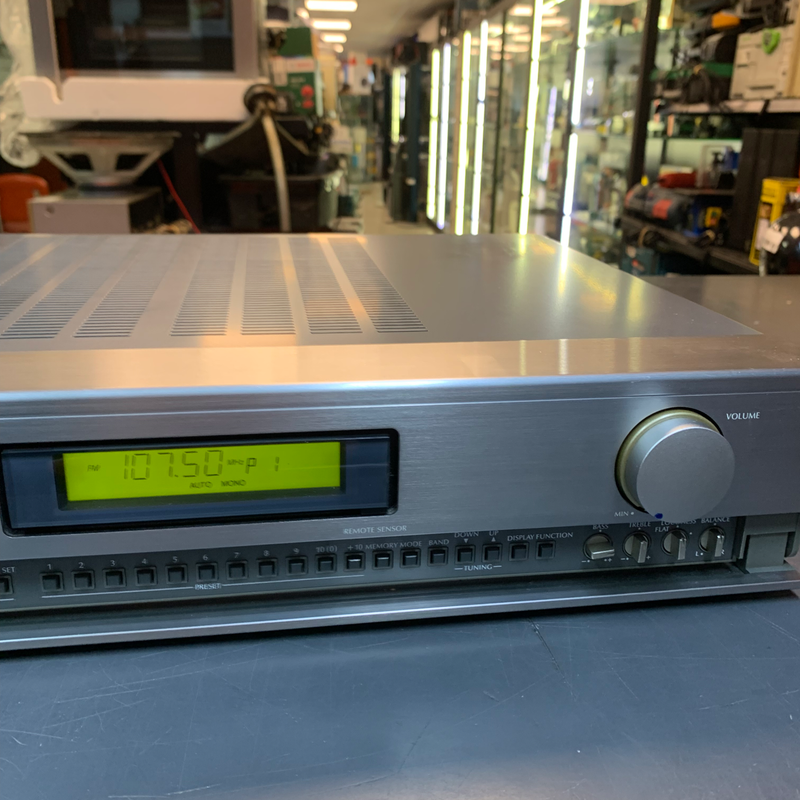 VOLUME
FM 107.50 MHz P 1
AUTO MONO
MIN
REMOTE SENSOR
BASS TREBLE LOUDNESS BALANCE
FLAT
SET 1 2 3 4 5 6 7 8 9 10 (0) +10 MEMORY MODE BAND DOWN UP DISPLAY FUNCTION
PRESET
TUNING
L R